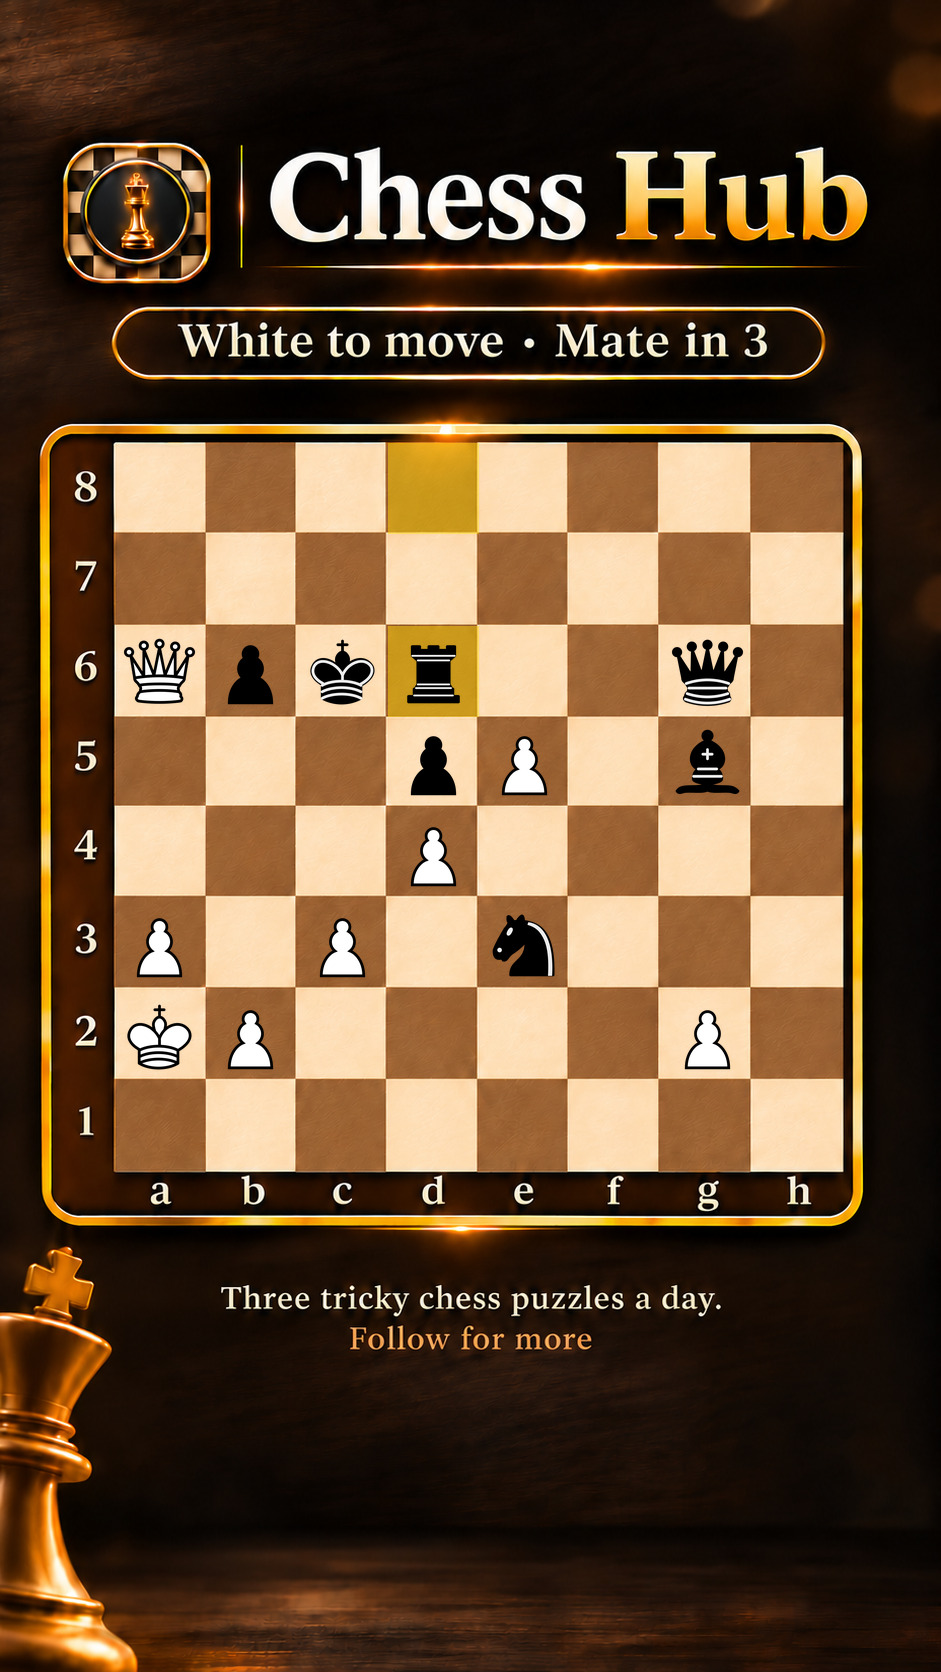 Chess Hub
White to move • Mate in 3
8
7
6
5
4
3
2
1
a b c d e f g h
Three tricky chess puzzles a day.
Follow for more